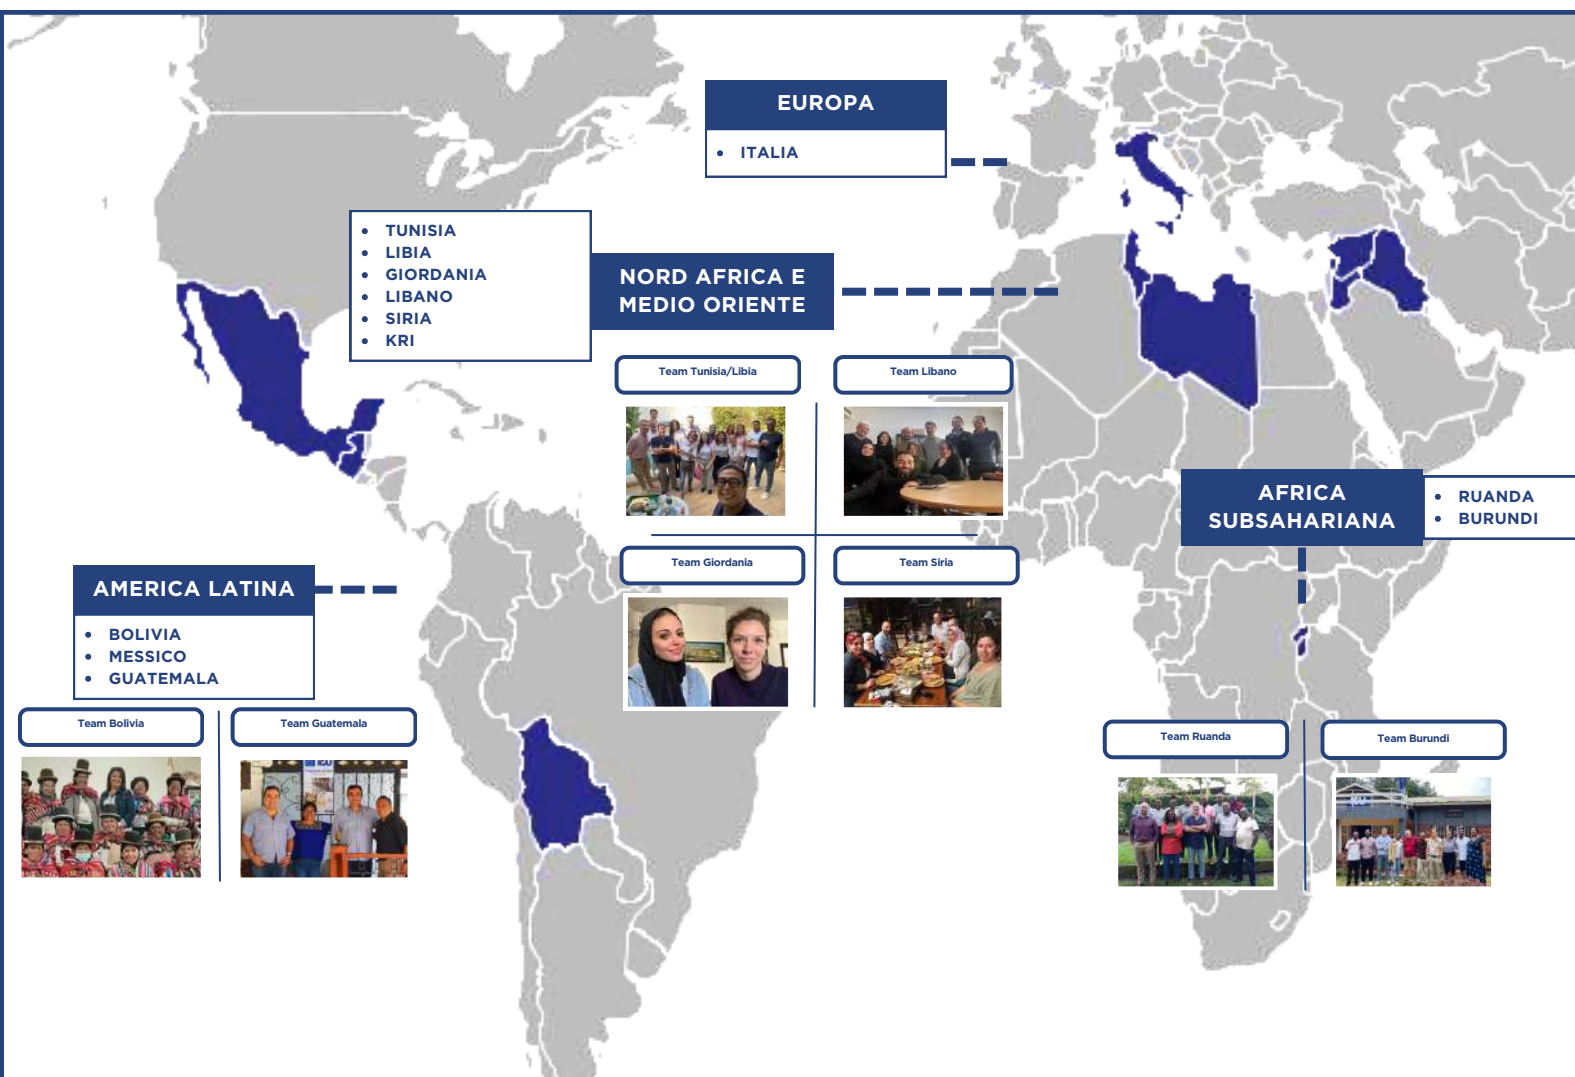 EUROPA
• ITALIA
• TUNISIA
• LIBIA
• GIORDANIA
• LIBANO
• SIRIA
• KRI
NORD AFRICA E
MEDIO ORIENTE
Team Tunisia/Libia
Team Libano
Team Giordania
Team Siria
AFRICA
SUBSAHARIANA
• RUANDA
• BURUNDI
AMERICA LATINA
• BOLIVIA
• MESSICO
• GUATEMALA
Team Bolivia
Team Guatemala
Team Ruanda
Team Burundi